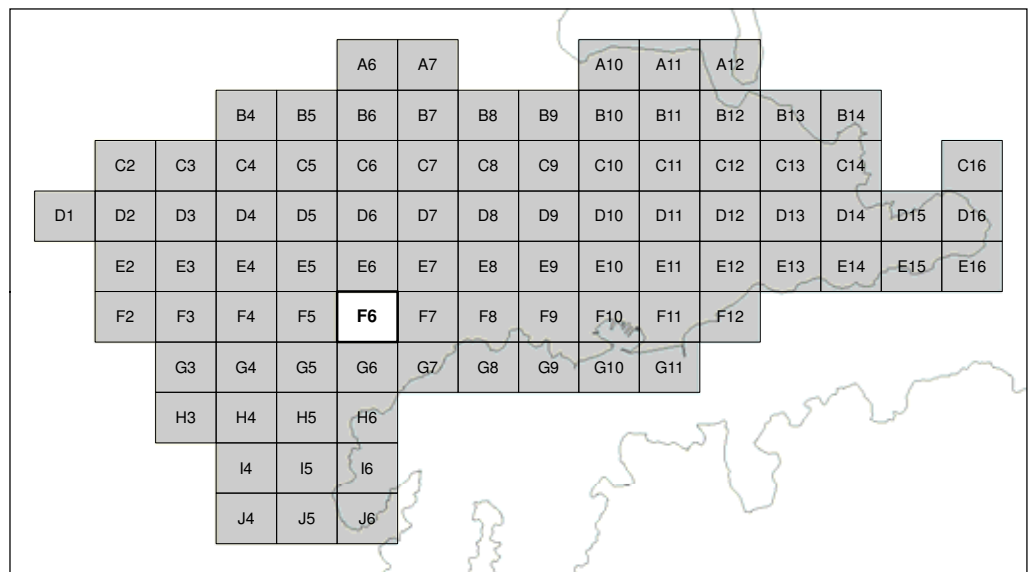 A6 A7 A10 A11 A12
B4 B5 B6 B7 B8 B9 B10 B11 B12 B13 B14
C2 C3 C4 C5 C6 C7 C8 C9 C10 C11 C12 C13 C14 C16
D1 D2 D3 D4 D5 D6 D7 D8 D9 D10 D11 D12 D13 D14 D15 D16
E2 E3 E4 E5 E6 E7 E8 E9 E10 E11 E12 E13 E14 E15 E16
F2 F3 F4 F5 F6 F7 F8 F9 F10 F11 F12
G3 G4 G5 G6 G7 G8 G9 G10 G11
H3 H4 H5 H6
I4 I5 I6
J4 J5 J6